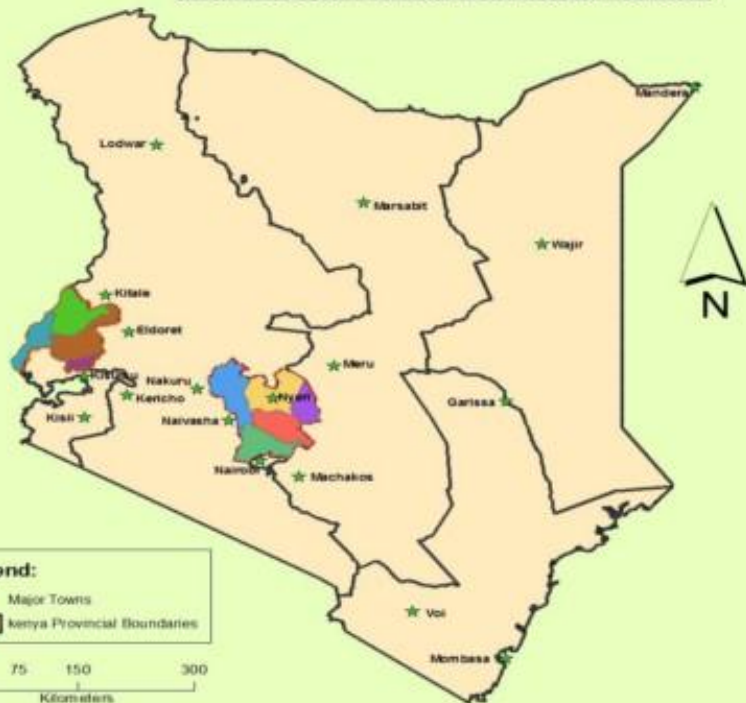 Mandera
Lodwar
Marsabit
Wajir
N
Kitale
Eldoret
Meru
Nakuru
Kericho
Nyeri
Garissa
Kisii
Naivasha
Nairobi
Machakos
end:
Major Towns
kenya Provincial Boundaries
Voi
75 150 300
Mombasa
Kilometers